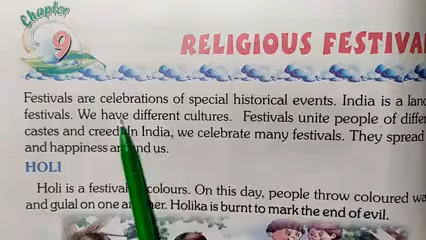 Chapter
9
RELIGIOUS FESTIVA
Festivals are celebrations of special historical events. India is a lan
festivals. We have different cultures. Festivals unite people of diffe
castes and creed In India, we celebrate many festivals. They spread
and happiness us.
HOLI
Holi is a festival colours. On this day, people throw coloured wa
and gulal on one Holika is burnt to mark the end of evil.